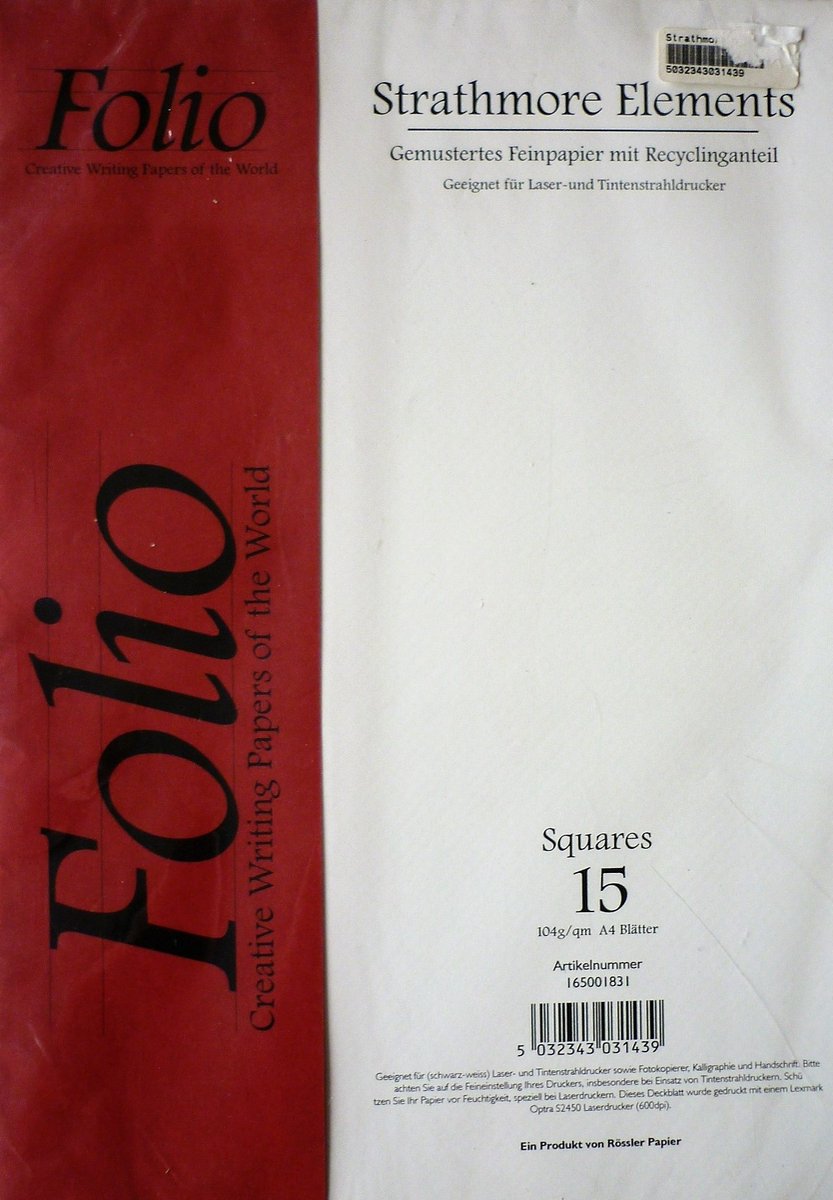 Folio
Creative Writing Papers of the World
Folio
Creative Writing Papers of the World
5032343031439
Strathmore Elements
Gemustertes Feinpapier mit Recyclinganteil
Geeignet für Laser-und Tintenstrahldrucker
Squares
15
104g/qm A4 Blätter
Artikelnummer
165001831
5 032343 031439
Geeignet für (schwarz-weiss) Laser- und Tintenstrahldrucker sowie Fotokopierer, Kalligraphie und Handschrift. Bitte
achten Sie auf die Feineinstellung Ihres Druckers, insbesondere bei Einsatz von Tintenstrahldruckern. Schü
tzen Sie Ihr Papier vor Feuchtigkeit, speziell bei Laserdruckern. Dieses Deckblatt wurde gedruckt mit einem Lexmark
Optra S2450 Laserdrucker (600dpi).
Ein Produkt von Rössler Papier